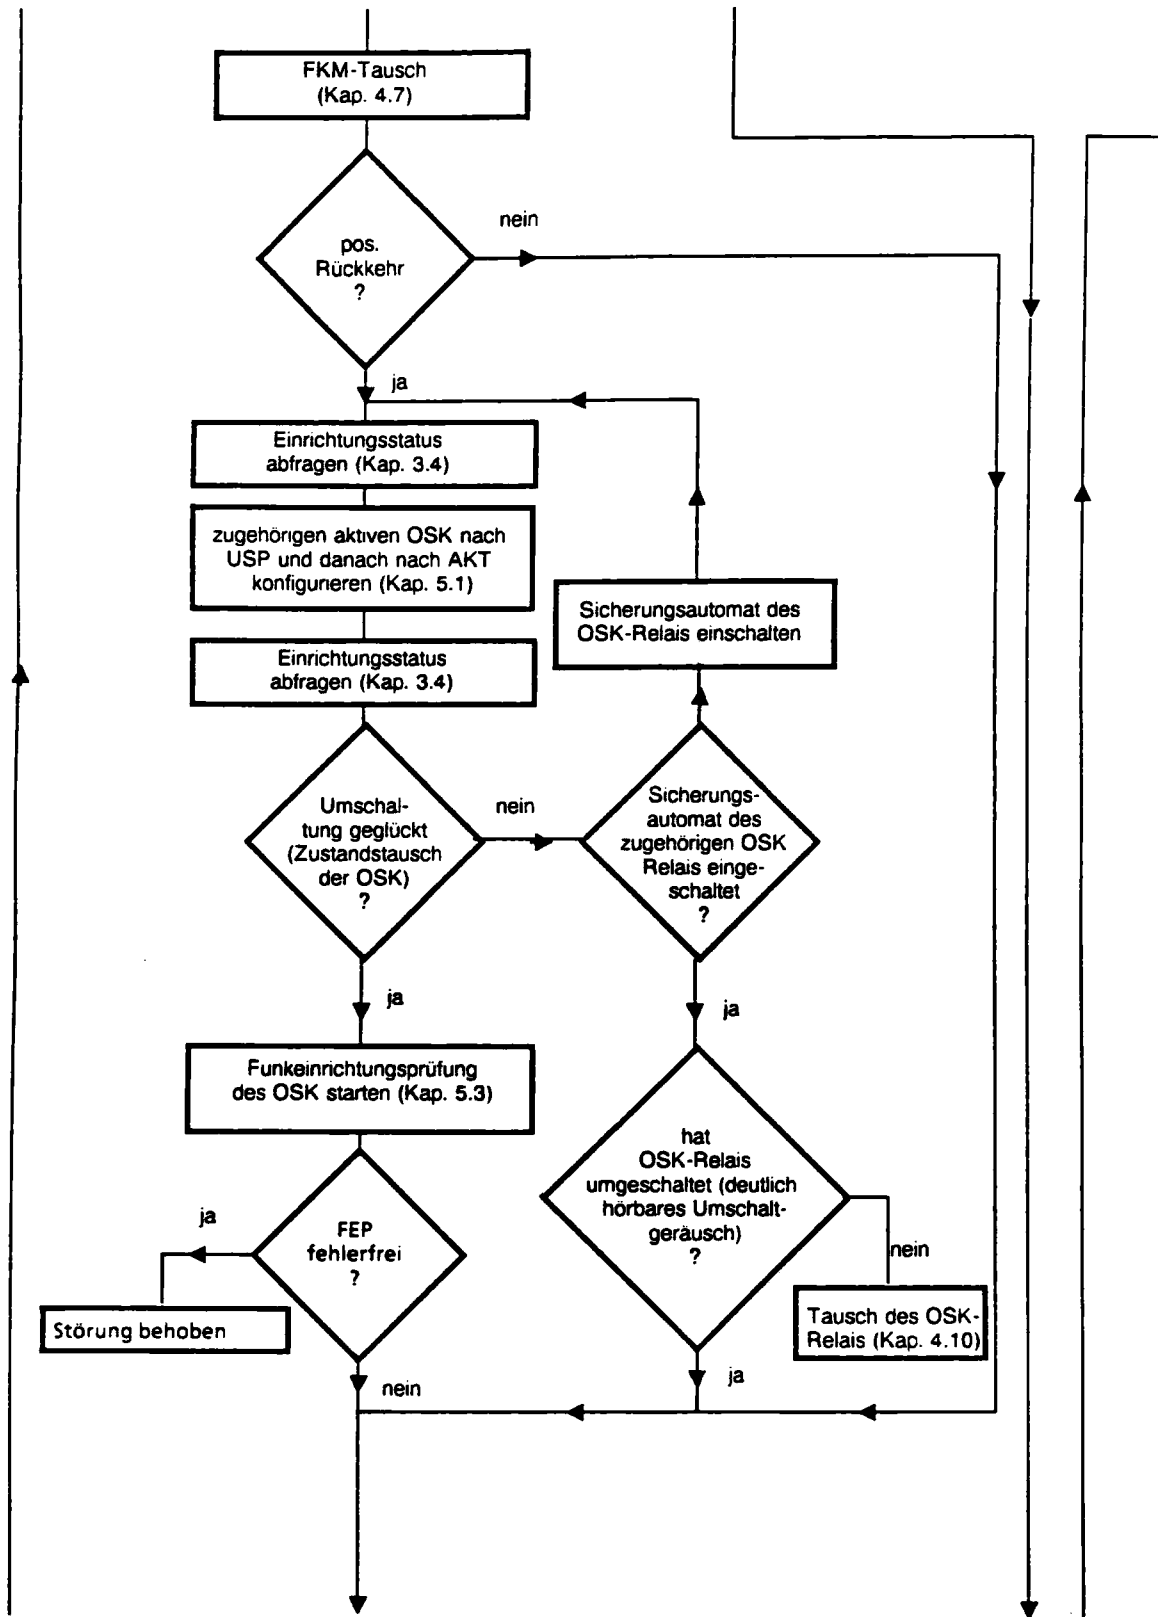 FKM-Tausch
(Kap. 4.7)
nein
pos.
Rückkehr
?
ja
Einrichtungsstatus
abfragen (Kap. 3.4)
zugehörigen aktiven OSK nach
USP und danach nach AKT
konfigurieren (Kap. 5.1)
Sicherungsautomat des
OSK-Relais einschalten
Einrichtungsstatus
abfragen (Kap. 3.4)
Umschal-
tung geglückt
(Zustandstausch
der OSK)
?
nein
Sicherungs-
automat des
zugehörigen OSK
Relais einge-
schaltet
?
ja
ja
Funkeinrichtungsprüfung
des OSK starten (Kap. 5.3)
hat
OSK-Relais
umgeschaltet (deutlich
hörbares Umschalt-
geräusch)
?
ja
FEP
fehlerfrei
?
nein
Störung behoben
Tausch des OSK-
Relais (Kap. 4.10)
nein
ja